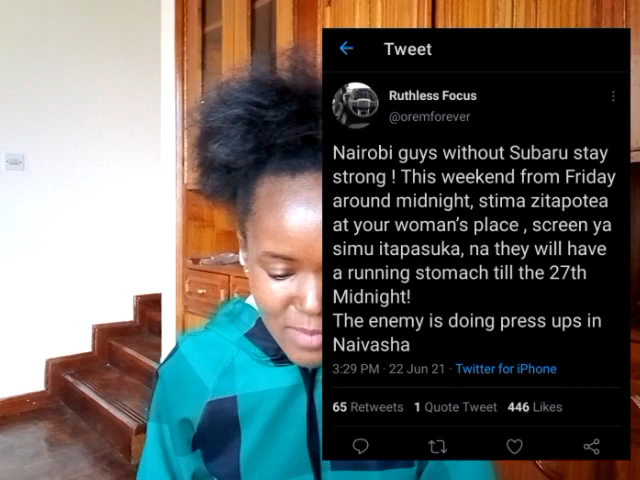 Tweet
Ruthless Focus
@oremforever
Nairobi guys without Subaru stay
strong ! This weekend from Friday
around midnight, stima zitapotea
at your woman's place , screen ya
simu itapasuka, na they will have
a running stomach till the 27th
Midnight!
The enemy is doing press ups in
Naivasha
3:29 PM · 22 Jun 21 · Twitter for iPhone
65 Retweets 1 Quote Tweet 446 Likes